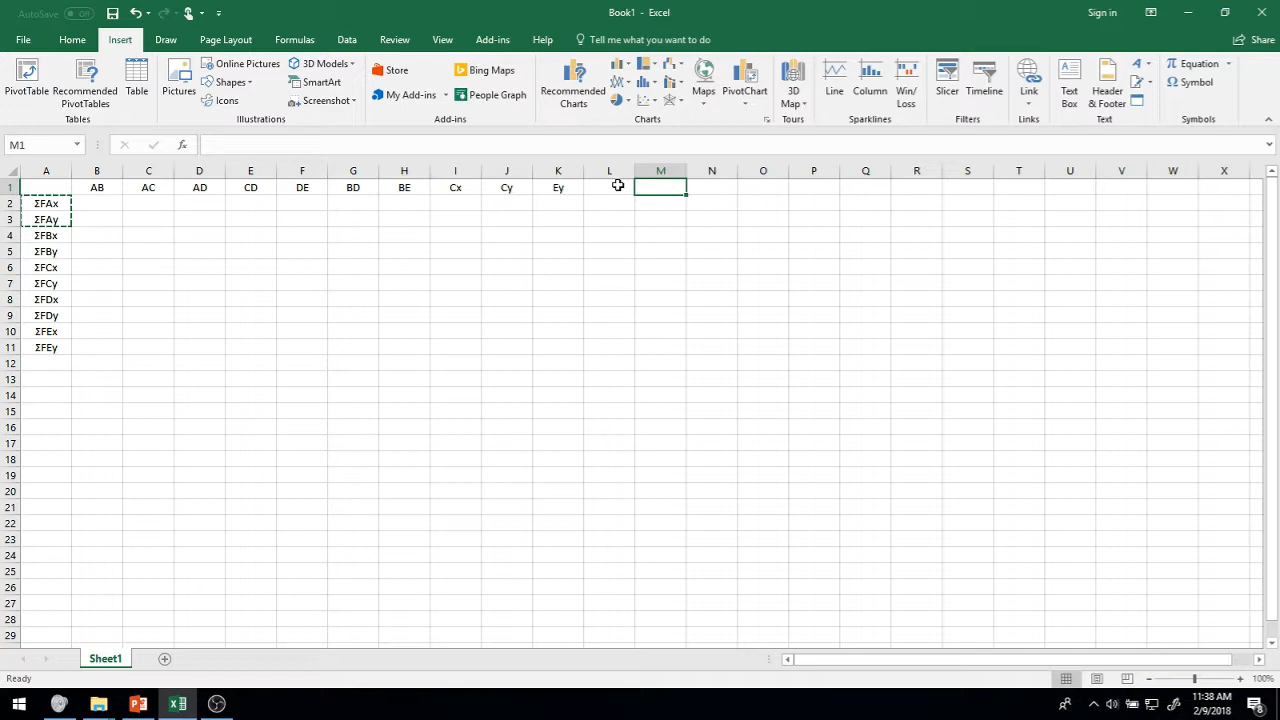 AutoSave Off Book1 - Excel Sign in
File Home Insert Draw Page Layout Formulas Data Review View Add-ins Help Tell me what you want to do Share
PivotTable Recommended PivotTables Table
Tables
Pictures Online Pictures Shapes Icons 3D Models SmartArt Screenshot
Illustrations
Store My Add-ins Bing Maps People Graph
Add-ins
Recommended Charts Maps PivotChart
Charts
3D Map
Tours
Line Column Win/Loss
Sparklines
Slicer Timeline
Filters
Link
Links
Text Box Header & Footer
Text
Equation Symbol
Symbols
M1 fx
A B C D E F G H I J K L M N O P Q R S T U V W X
1 AB AC AD CD DE BD BE Cx Cy Ey
2 ΣFAx
3 ΣFAy
4 ΣFBx
5 ΣFBy
6 ΣFCx
7 ΣFCy
8 ΣFDx
9 ΣFDy
10 ΣFEx
11 ΣFEy
12
13
14
15
16
17
18
19
20
21
22
23
24
25
26
27
28
29
Sheet1
Ready 100%
11:38 AM
2/9/2018
8